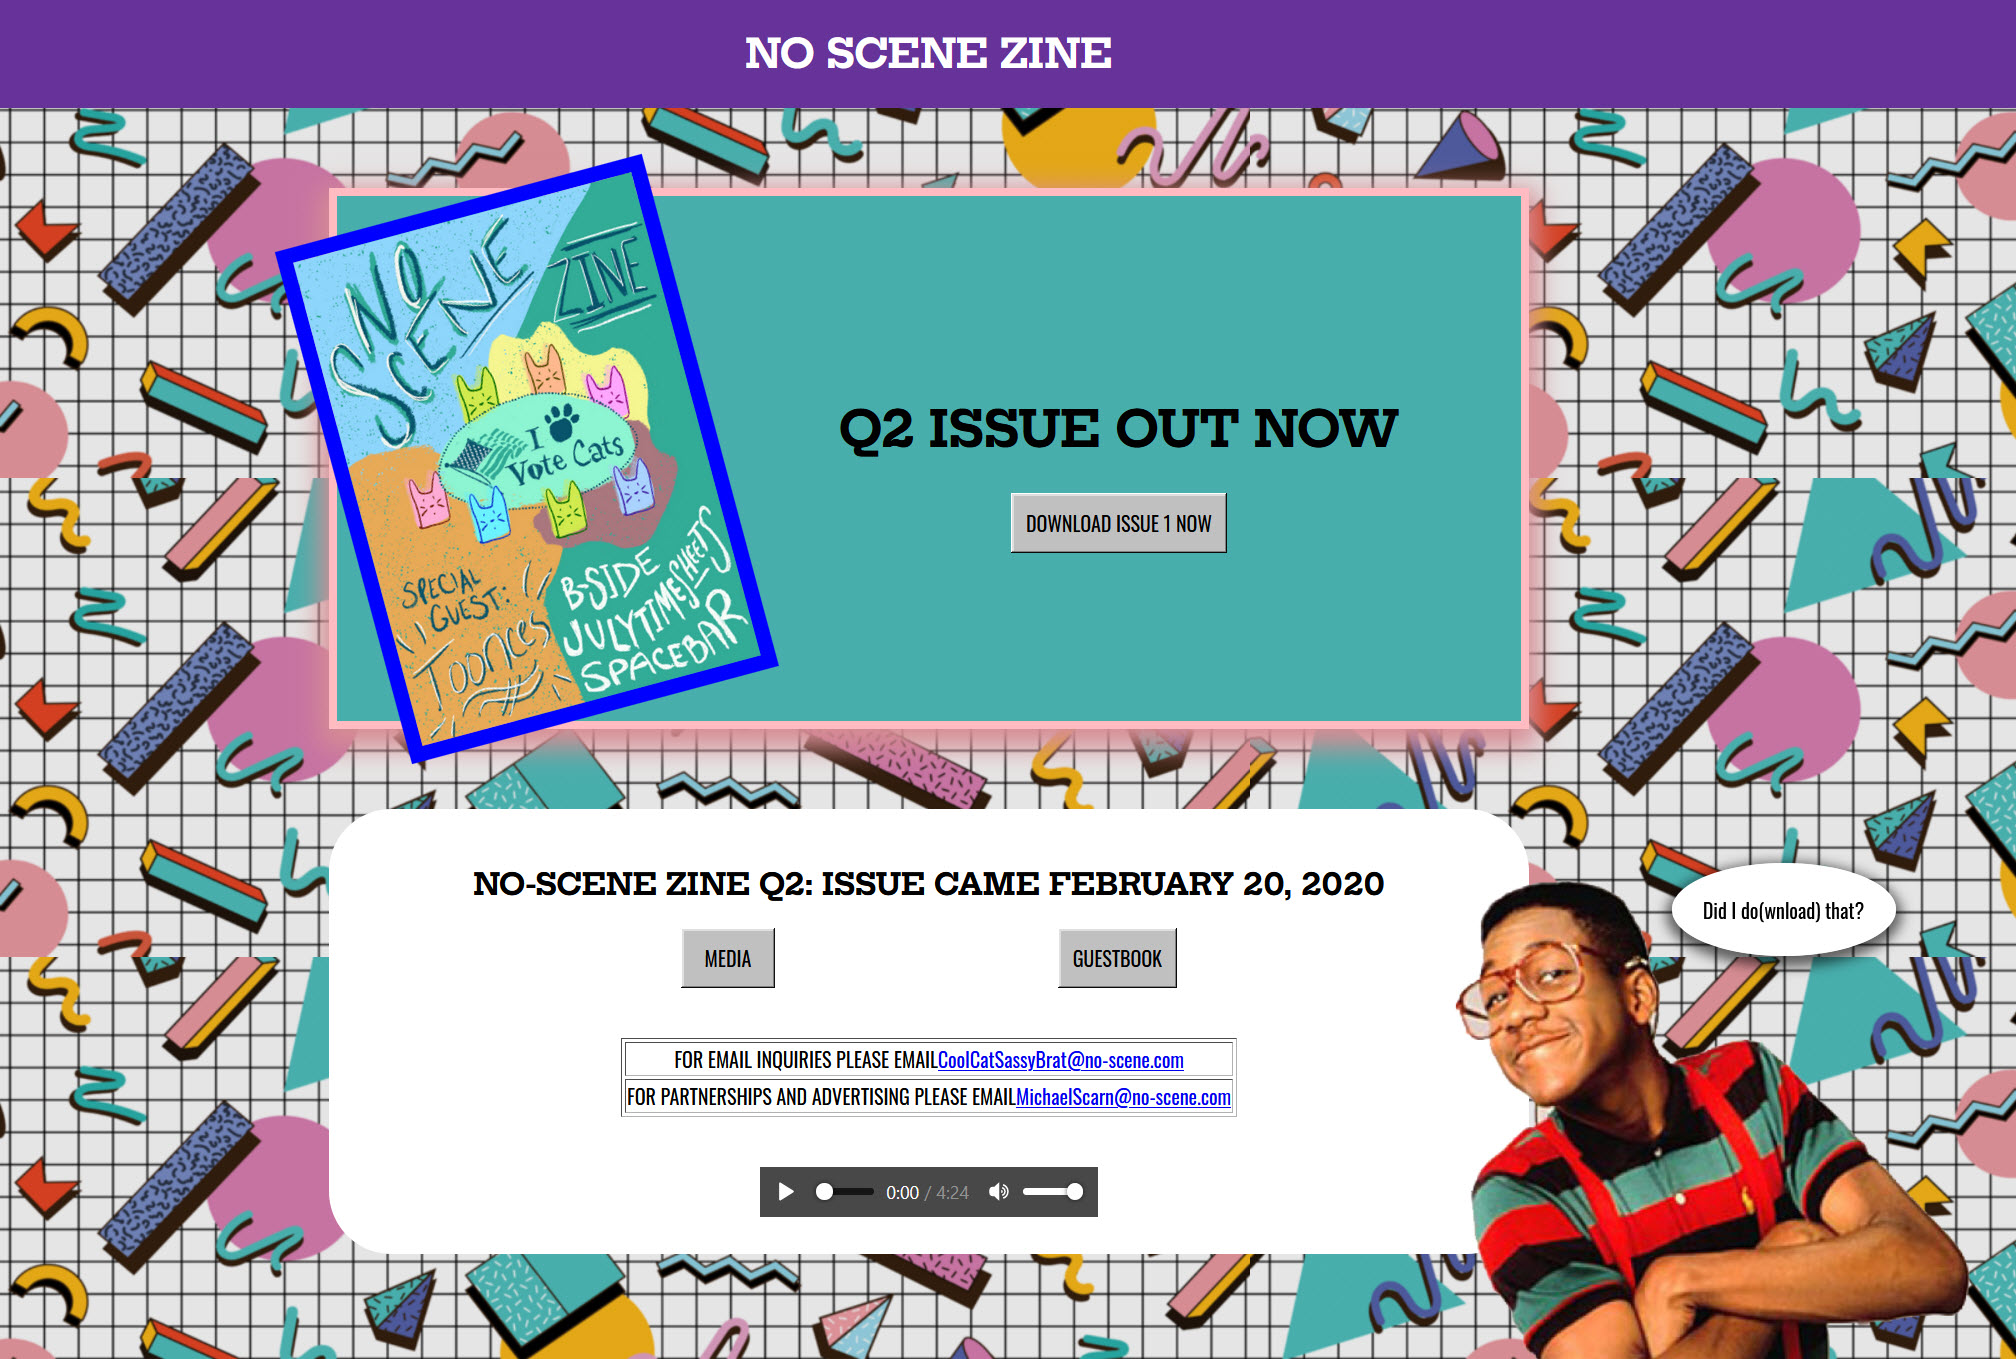 NO SCENE ZINE
NO
SCENE
ZINE
I
Vote Cats
SPECIAL
GUEST:
Toonces
B-SIDE
JULYTIMESHEETS
SPACEBAR
Q2 ISSUE OUT NOW
DOWNLOAD ISSUE 1 NOW
NO-SCENE ZINE Q2: ISSUE CAME FEBRUARY 20, 2020
Did I do(wnload) that?
MEDIA
GUESTBOOK
FOR EMAIL INQUIRIES PLEASE EMAILCoolCatSassyBrat@no-scene.com
FOR PARTNERSHIPS AND ADVERTISING PLEASE EMAILMichaelScarn@no-scene.com
0:00 / 4:24